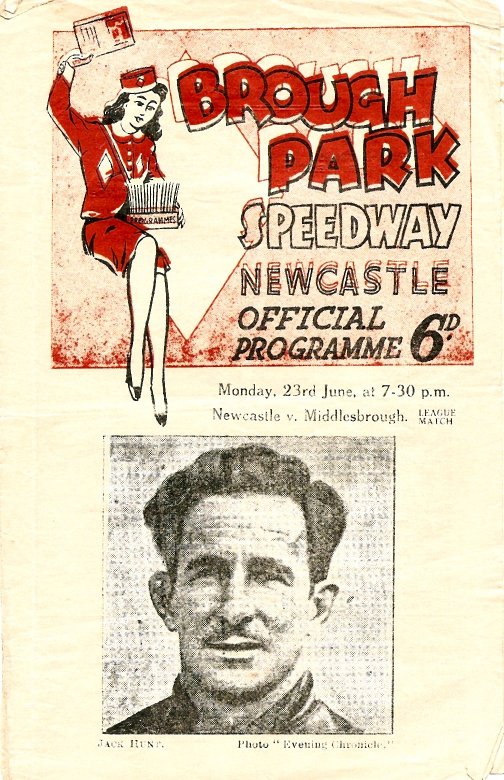 BROUGH
PARK
SPEEDWAY
NEWCASTLE
OFFICIAL
PROGRAMME 6D.
PROGRAMMES
Monday, 23rd June, at 7-30 p.m.
Newcastle v. Middlesbrough. LEAGUE MATCH
JACK HUNT. Photo "Evening Chronicle."